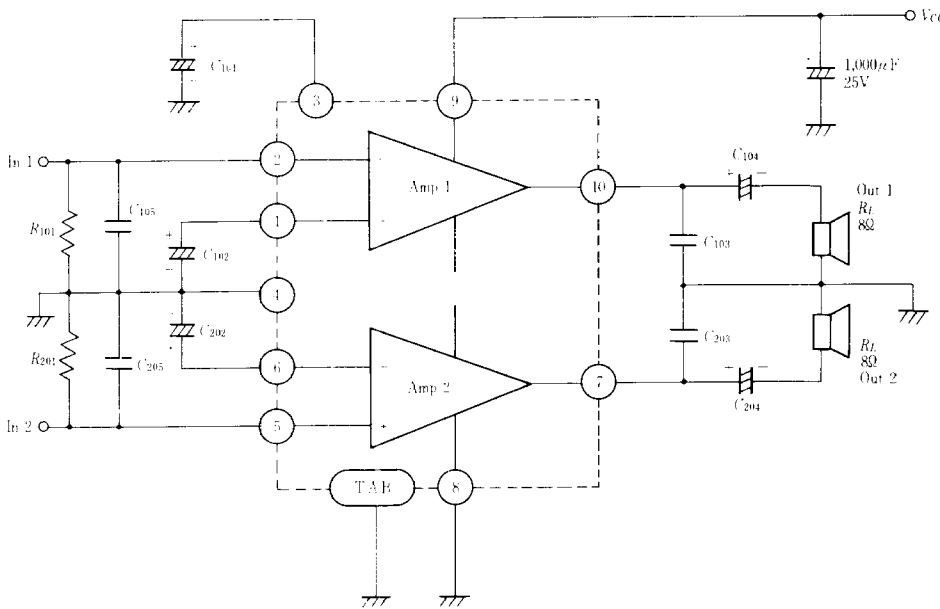 Vcc
1,000μF
25V
3
9
In 1
2
Amp 1
10
C104
Out 1
RL
8Ω
R101
C105
1
C102
C103
4
R201
C205
C202
C203
6
Amp 2
7
RL
8Ω
Out 2
C204
In 2
5
TAB
8